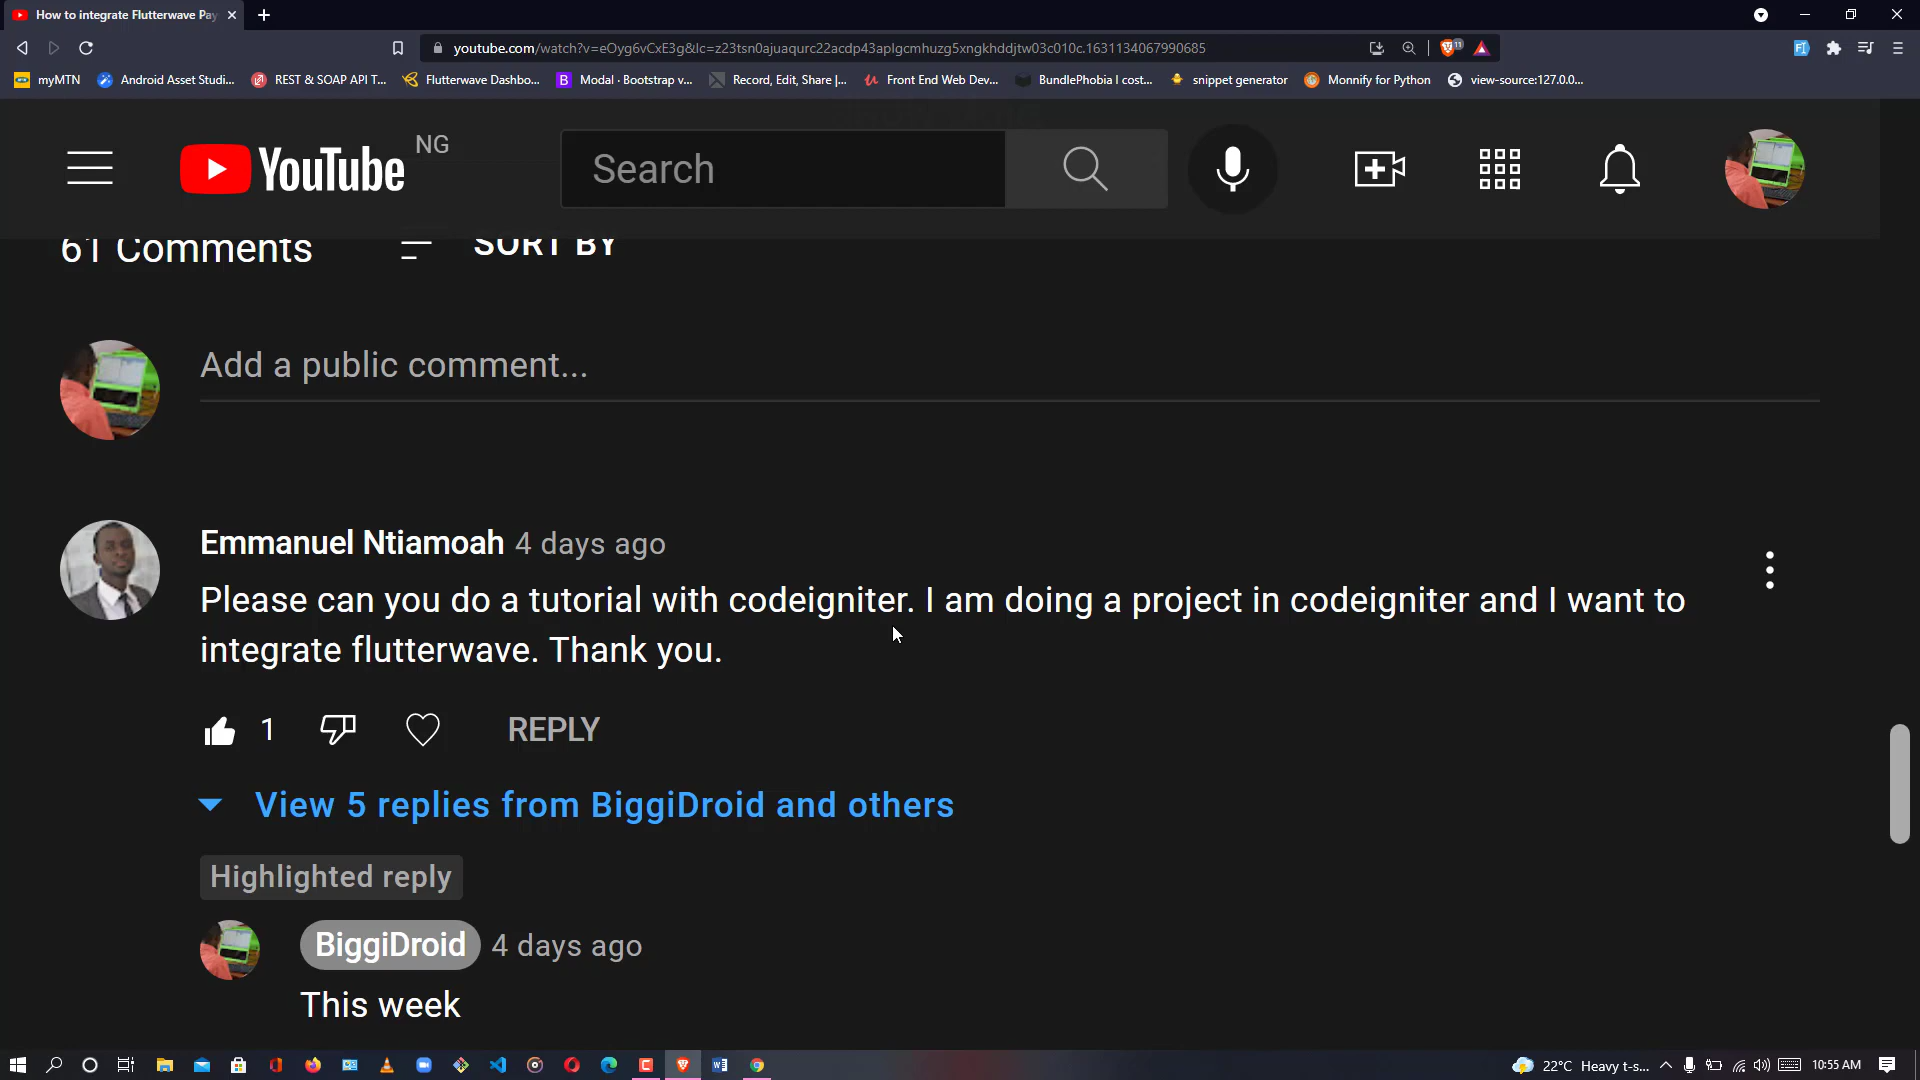 How to integrate Flutterwave Pay
youtube.com/watch?v=eOyg6vCxE3g&lc=z23tsn0ajuaqurc22acdp43aplgcmhuzg5xngkhddjtw03c010c.1631134067990685
11
myMTN
Android Asset Studi...
REST & SOAP API T...
Flutterwave Dashbo...
Modal · Bootstrap v...
Record, Edit, Share |...
Front End Web Dev...
BundlePhobia I cost...
snippet generator
Monnify for Python
view-source:127.0.0...
YouTube NG
Search
61 Comments
SORT BY
Add a public comment...
Emmanuel Ntiamoah 4 days ago
Please can you do a tutorial with codeigniter. I am doing a project in codeigniter and I want to
integrate flutterwave. Thank you.
1
REPLY
View 5 replies from BiggiDroid and others
Highlighted reply
BiggiDroid 4 days ago
This week
22°C Heavy t-s...
10:55 AM